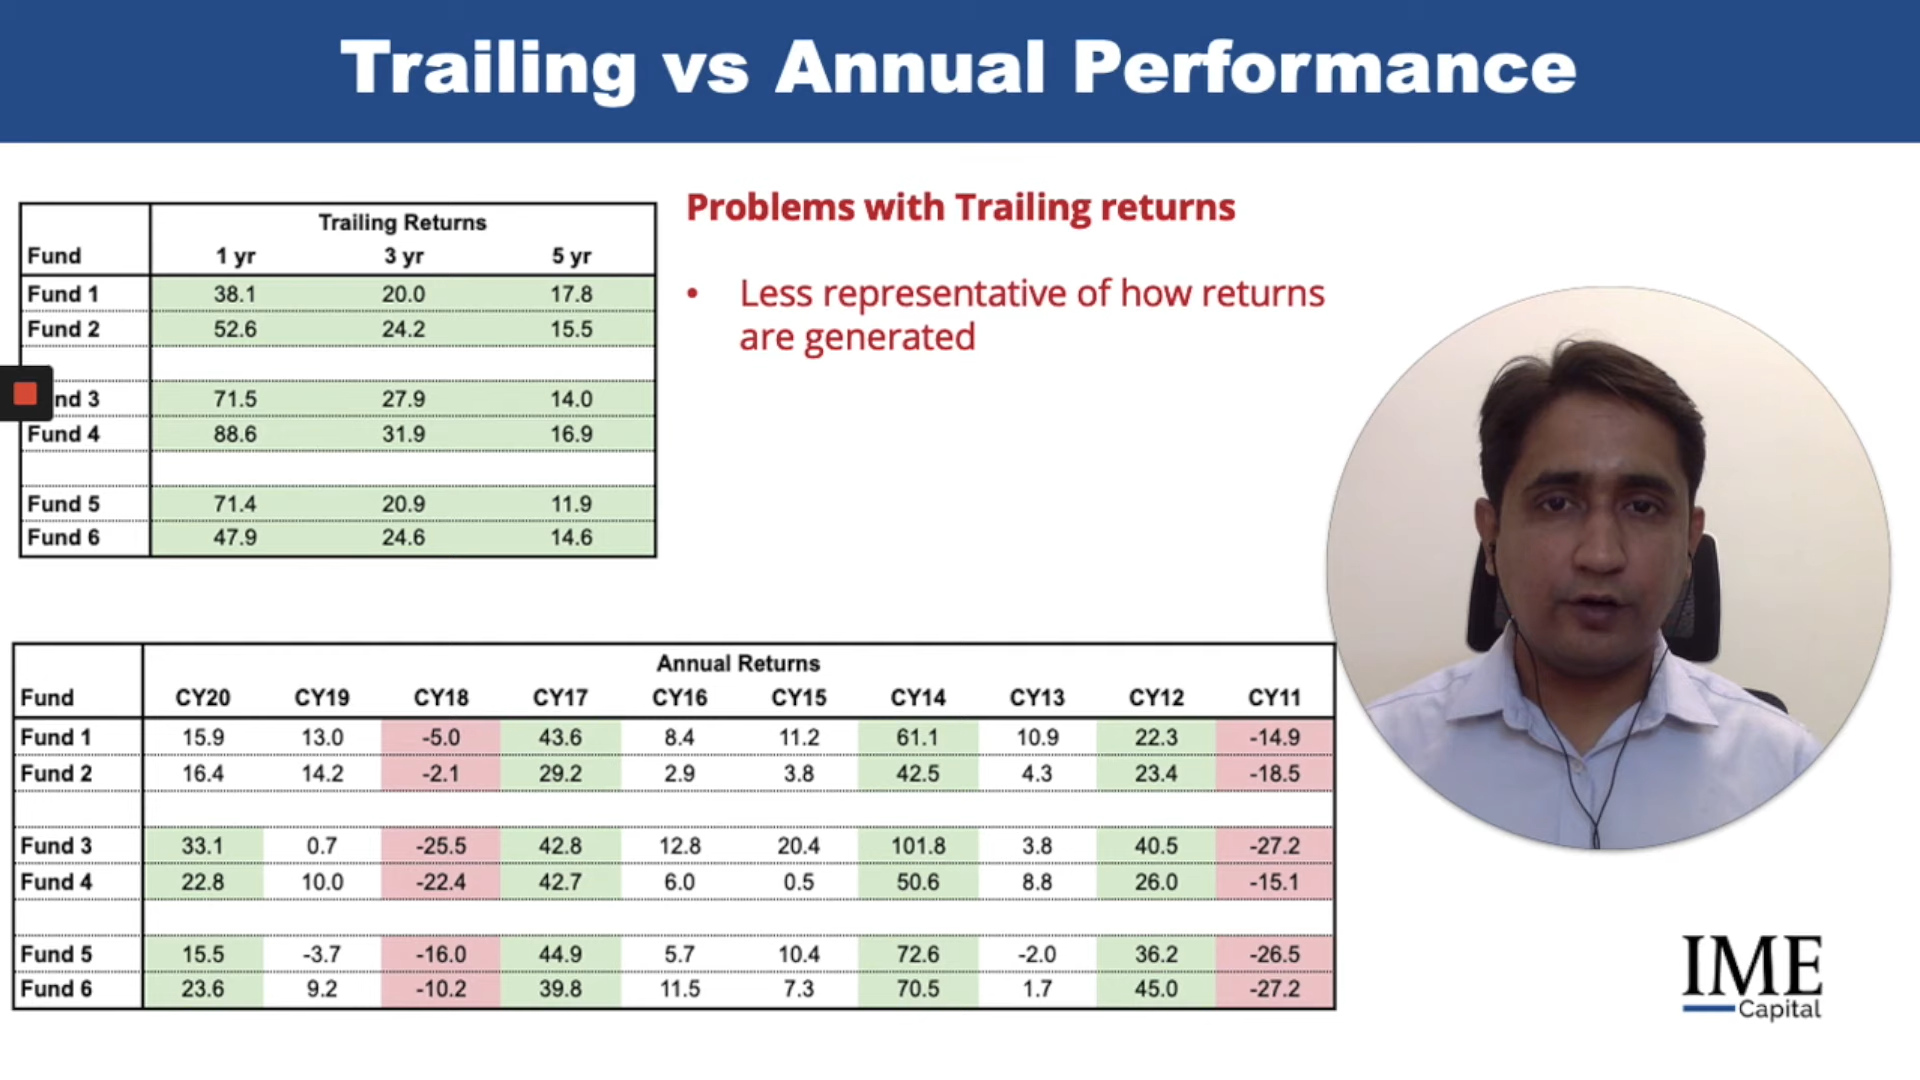 Trailing vs Annual Performance
Trailing Returns
Fund 1 yr 3 yr 5 yr
Fund 1 38.1 20.0 17.8
Fund 2 52.6 24.2 15.5
nd 3 71.5 27.9 14.0
Fund 4 88.6 31.9 16.9
Fund 5 71.4 20.9 11.9
Fund 6 47.9 24.6 14.6
Problems with Trailing returns
• Less representative of how returns
are generated
Annual Returns
Fund CY20 CY19 CY18 CY17 CY16 CY15 CY14 CY13 CY12 CY11
Fund 1 15.9 13.0 -5.0 43.6 8.4 11.2 61.1 10.9 22.3 -14.9
Fund 2 16.4 14.2 -2.1 29.2 2.9 3.8 42.5 4.3 23.4 -18.5
Fund 3 33.1 0.7 -25.5 42.8 12.8 20.4 101.8 3.8 40.5 -27.2
Fund 4 22.8 10.0 -22.4 42.7 6.0 0.5 50.6 8.8 26.0 -15.1
Fund 5 15.5 -3.7 -16.0 44.9 5.7 10.4 72.6 -2.0 36.2 -26.5
Fund 6 23.6 9.2 -10.2 39.8 11.5 7.3 70.5 1.7 45.0 -27.2
IME
Capital